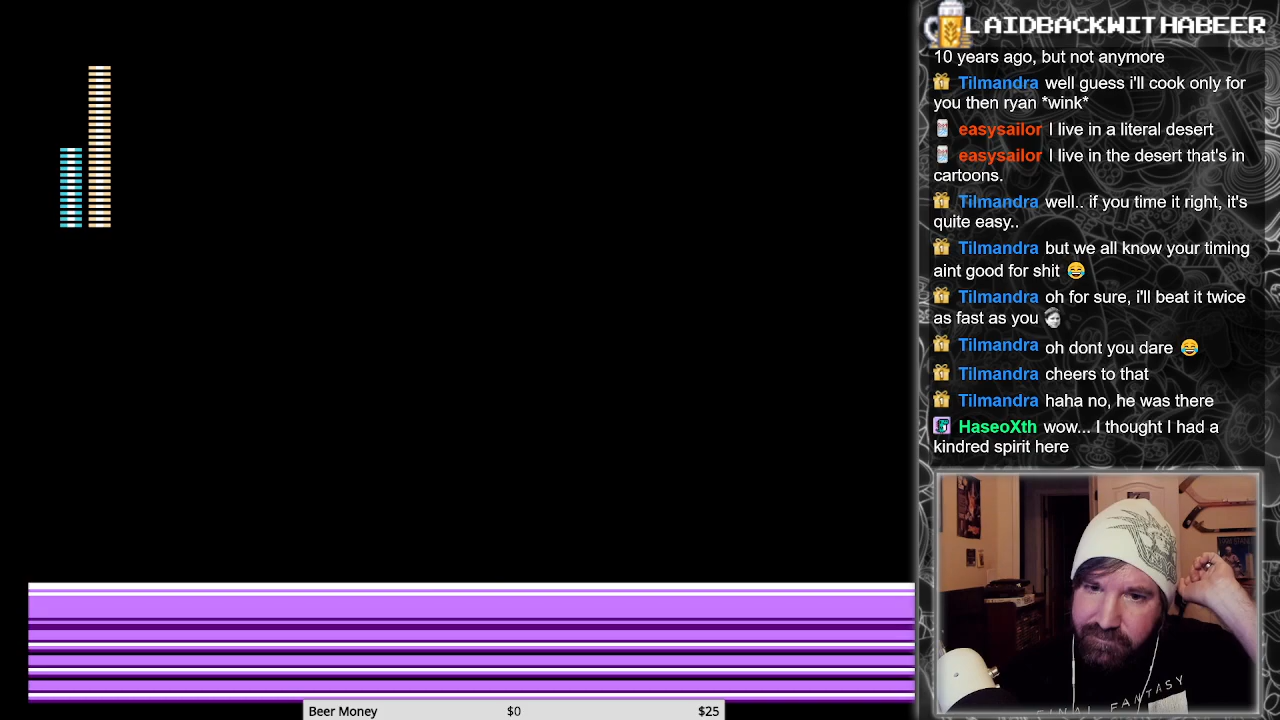 LAIDBACKWITHABEER
10 years ago, but not anymore
Tilmandra well guess i'll cook only for
you then ryan *wink*
easysailor I live in a literal desert
easysailor I live in the desert that's in
cartoons.
Tilmandra well.. if you time it right, it's
quite easy..
Tilmandra but we all know your timing
aint good for shit 😂
Tilmandra oh for sure, i'll beat it twice
as fast as you
Tilmandra oh dont you dare 😂
Tilmandra cheers to that
Tilmandra haha no, he was there
HaseoXth wow... I thought I had a
kindred spirit here
FINAL FANTASY
Beer Money $0 $25